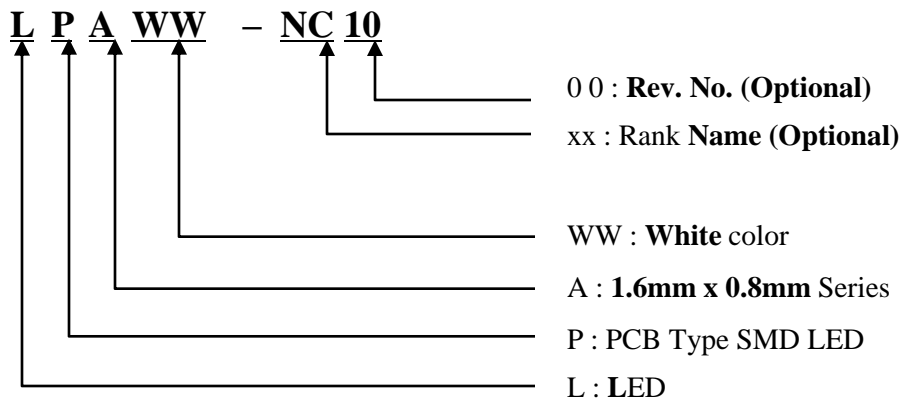 L P A WW – NC 10
0 0 : Rev. No. (Optional)
xx : Rank Name (Optional)
WW : White color
A : 1.6mm x 0.8mm Series
P : PCB Type SMD LED
L : LED